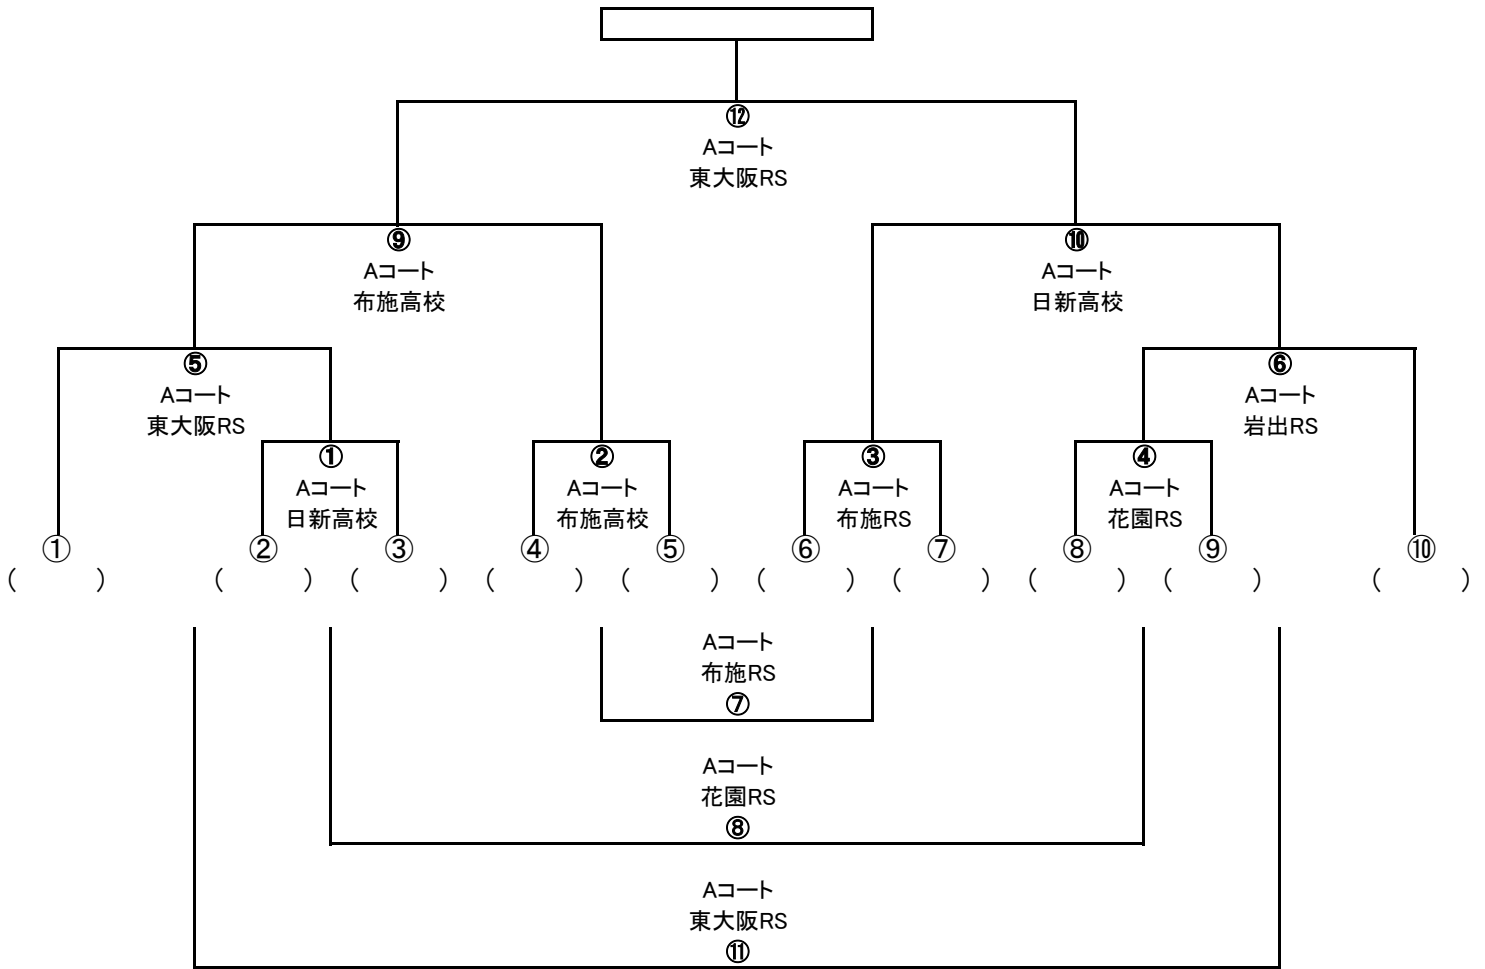 ⑫
Aコート
東大阪RS
⑨
Aコート
布施高校
⑩
Aコート
日新高校
⑤
Aコート
東大阪RS
⑥
Aコート
岩出RS
①
Aコート
日新高校
②
Aコート
布施高校
③
Aコート
布施RS
④
Aコート
花園RS
① ② ③ ④ ⑤ ⑥ ⑦ ⑧ ⑨ ⑩
( ) ( ) ( ) ( ) ( ) ( ) ( ) ( ) ( ) ( )
Aコート
布施RS
⑦
Aコート
花園RS
⑧
Aコート
東大阪RS
⑪